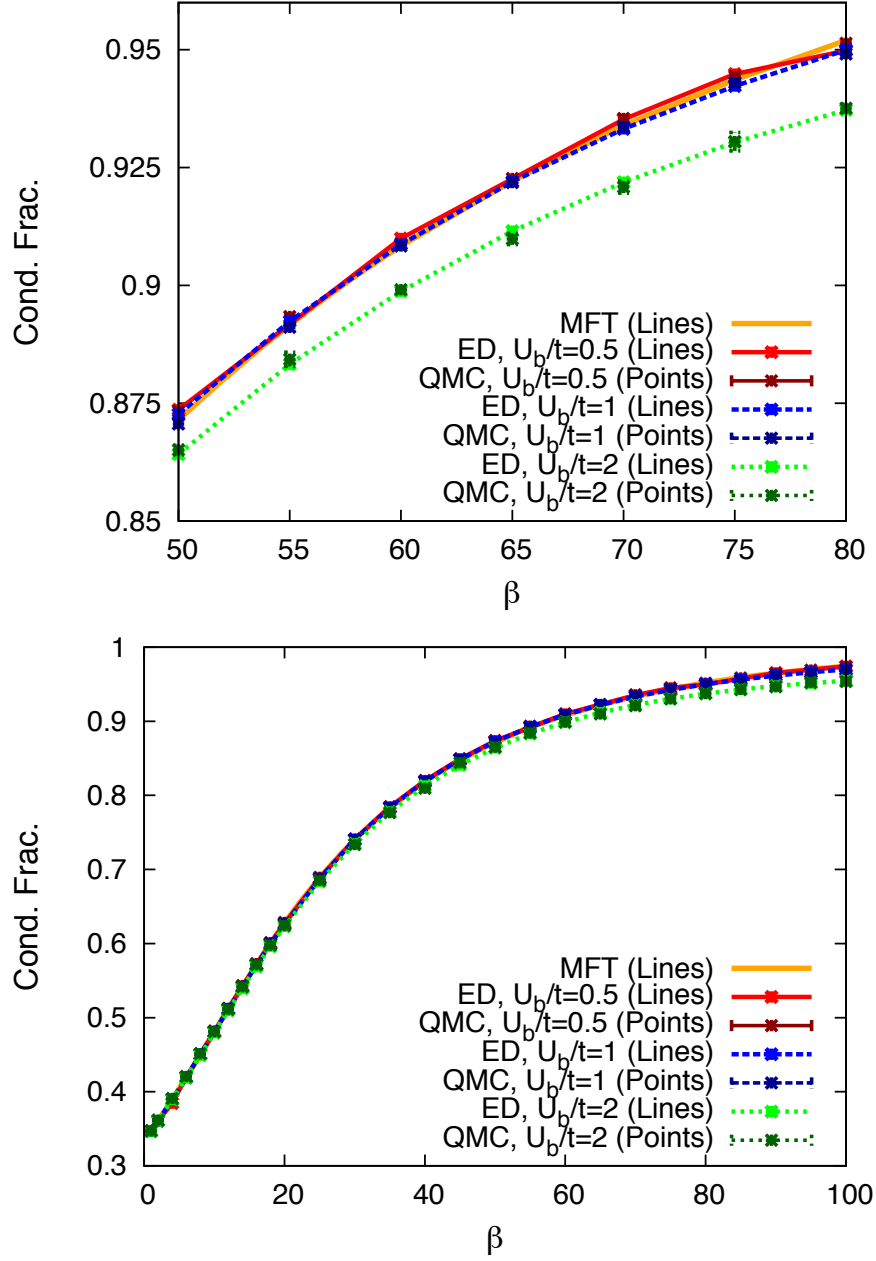 0.95
0.925
0.9
0.875
0.85
Cond. Frac.
MFT (Lines)
ED, U_b/t=0.5 (Lines)
QMC, U_b/t=0.5 (Points)
ED, U_b/t=1 (Lines)
QMC, U_b/t=1 (Points)
ED, U_b/t=2 (Lines)
QMC, U_b/t=2 (Points)
50 55 60 65 70 75 80
β
1
0.9
0.8
0.7
0.6
0.5
0.4
0.3
Cond. Frac.
MFT (Lines)
ED, U_b/t=0.5 (Lines)
QMC, U_b/t=0.5 (Points)
ED, U_b/t=1 (Lines)
QMC, U_b/t=1 (Points)
ED, U_b/t=2 (Lines)
QMC, U_b/t=2 (Points)
0 20 40 60 80 100
β